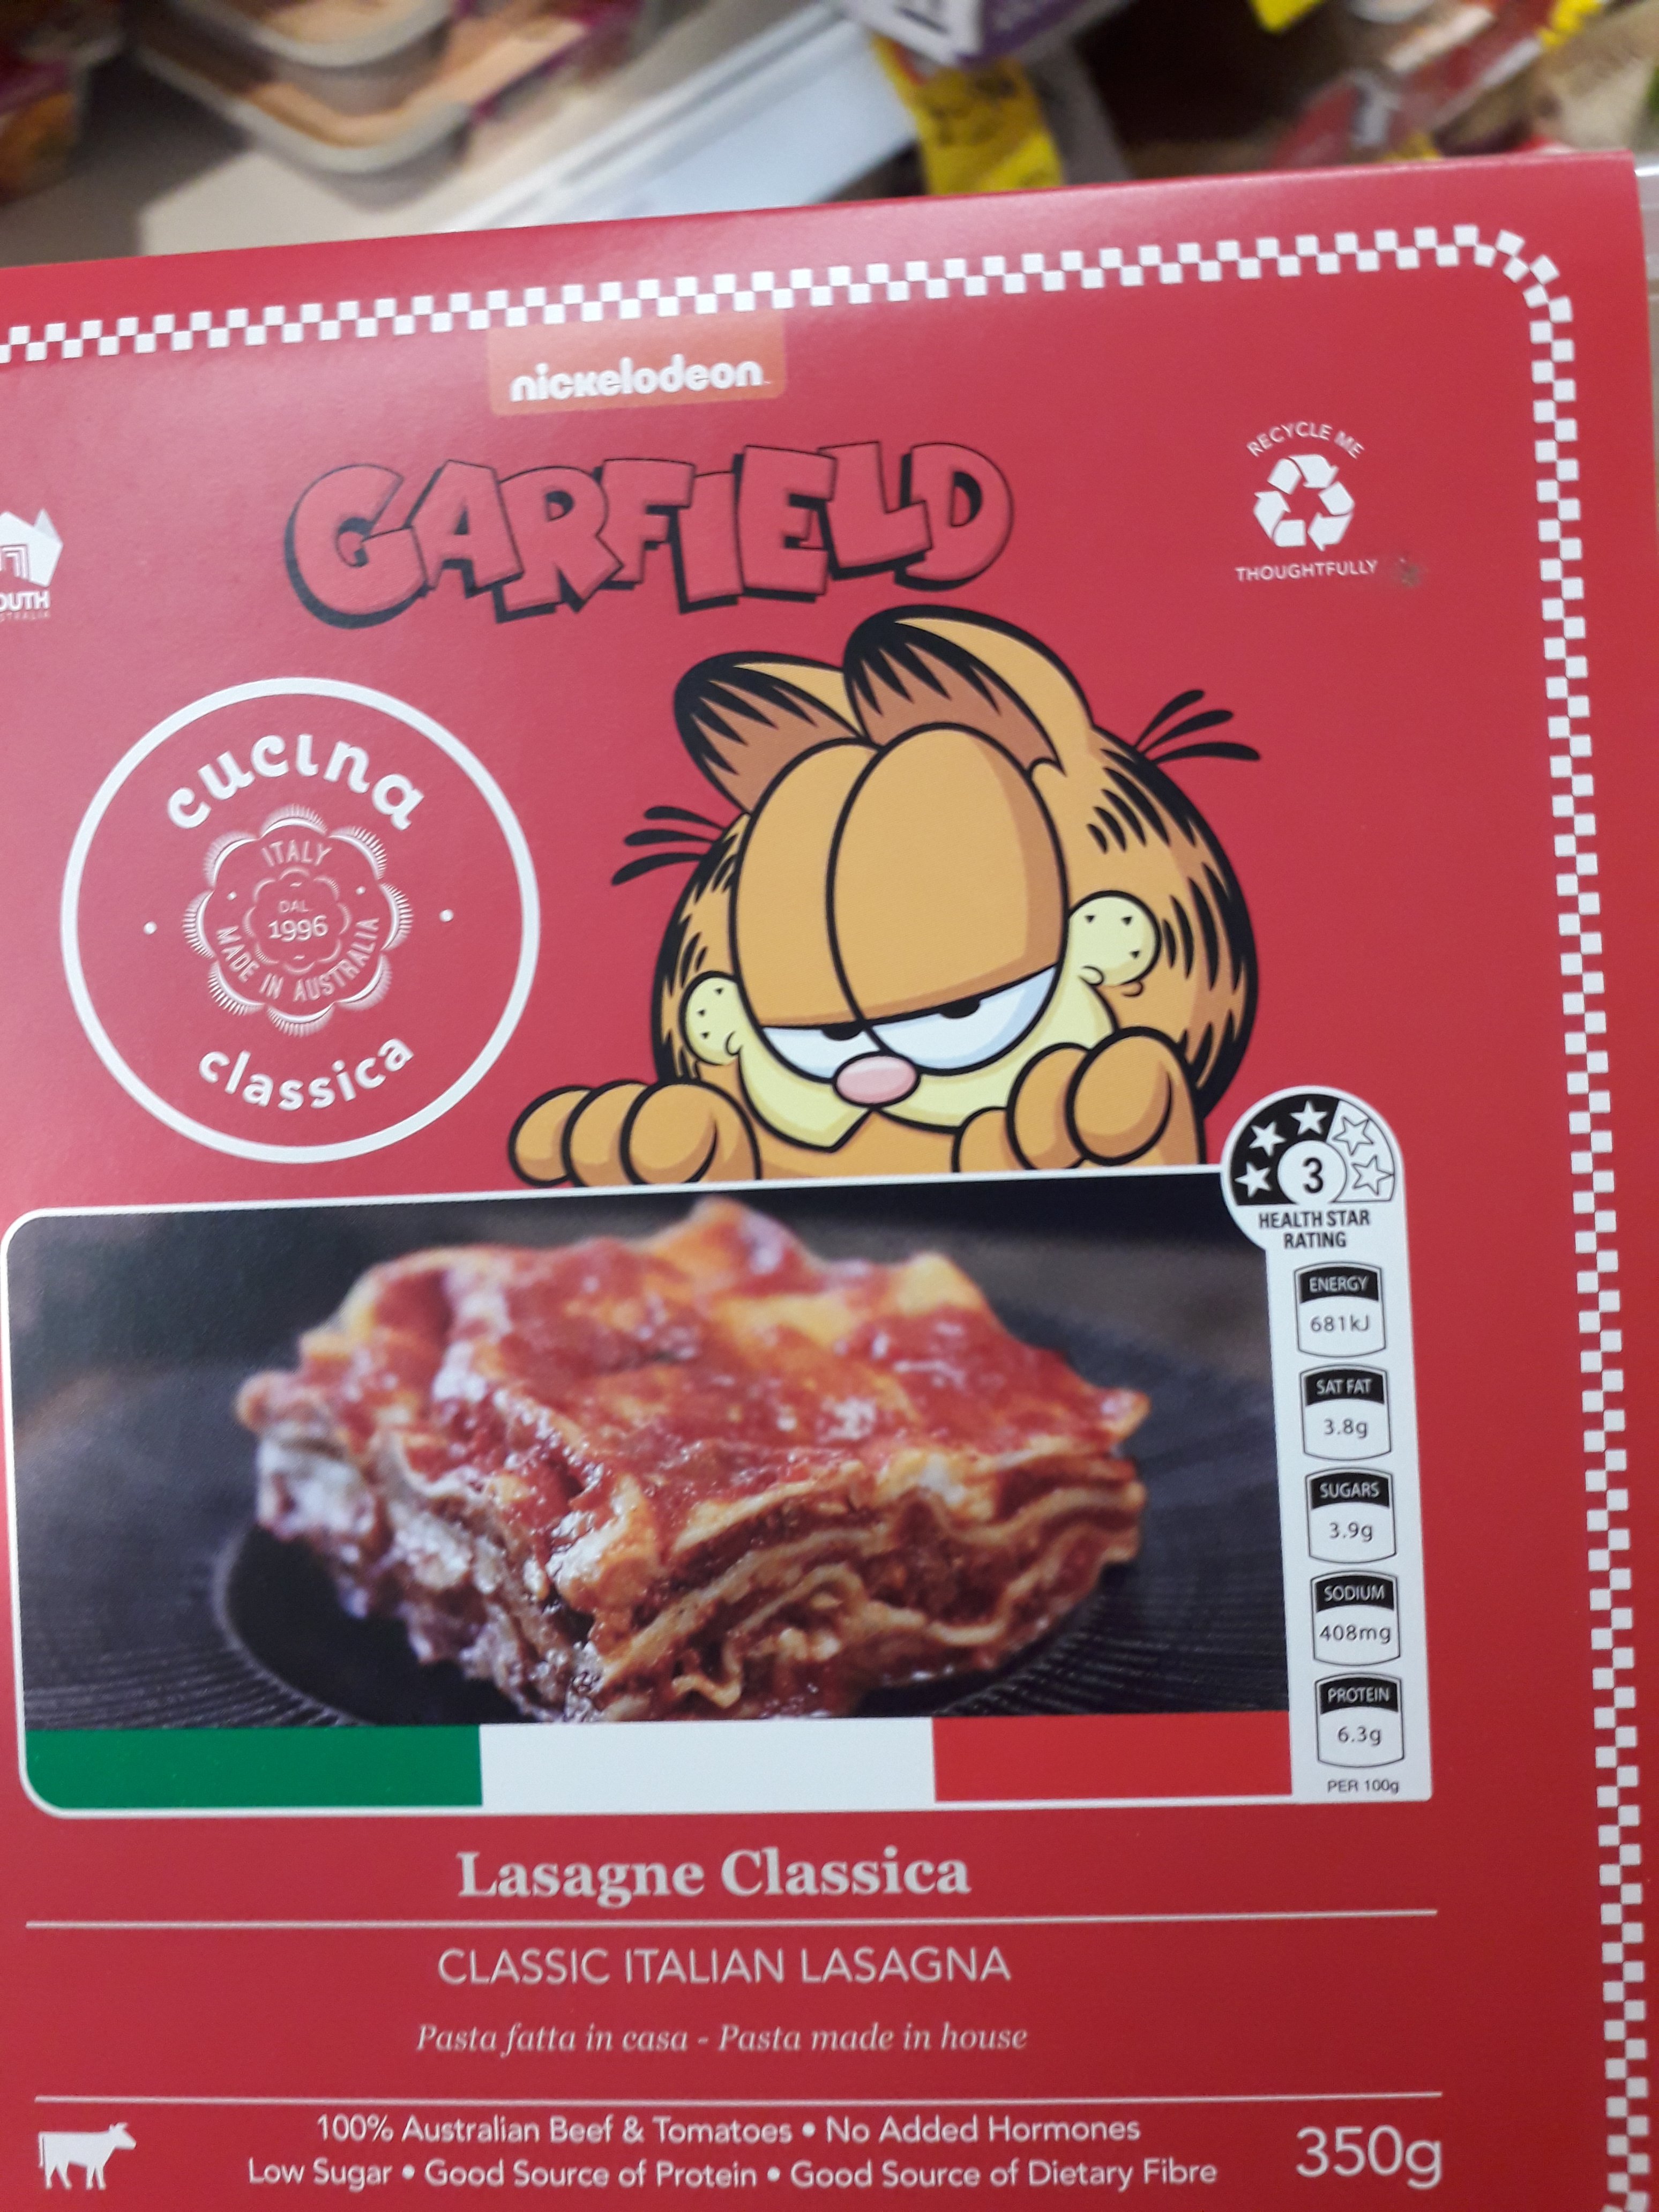 nickelodeon
GARFIELD
RECYCLE ME
THOUGHTFULLY
cucina
ITALY
DAL
1996
MADE IN AUSTRALIA
classica
3
HEALTH STAR
RATING
ENERGY
681kJ
SAT FAT
3.8g
SUGARS
3.9g
SODIUM
408mg
PROTEIN
6.3g
PER 100g
Lasagne Classica
CLASSIC ITALIAN LASAGNA
Pasta fatta in casa - Pasta made in house
100% Australian Beef & Tomatoes • No Added Hormones
Low Sugar • Good Source of Protein • Good Source of Dietary Fibre
350g